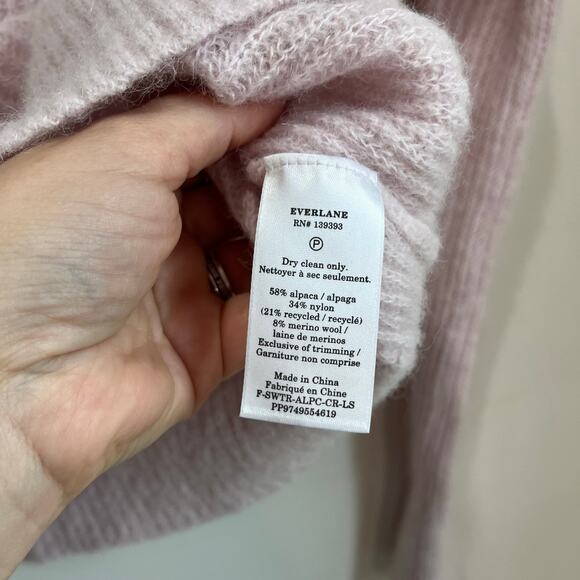 EVERLANE
RN# 139393
P
Dry clean only.
Nettoyer à sec seulement.
58% alpaca / alpaga
34% nylon
(21% recycled / recyclé)
8% merino wool /
laine de merinos
Exclusive of trimming /
Garniture non comprise
Made in China
Fabriqué en Chine
F-SWTR-ALPC-CR-LS
PP9749554619